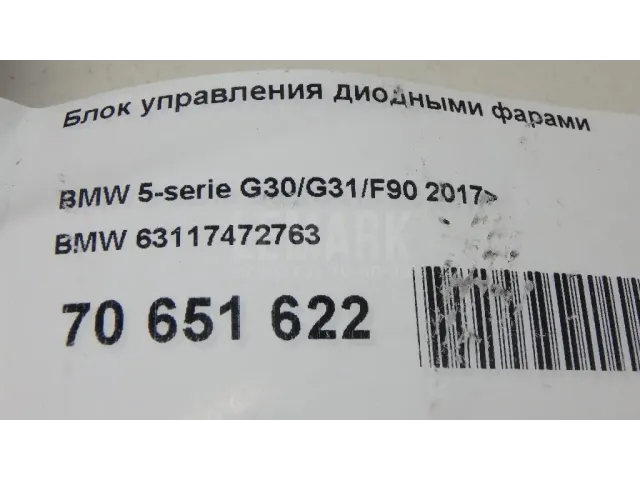 Блок управления диодными фарами
BMW 5-serie G30/G31/F90 2017>
BMW 63117472763
70 651 622